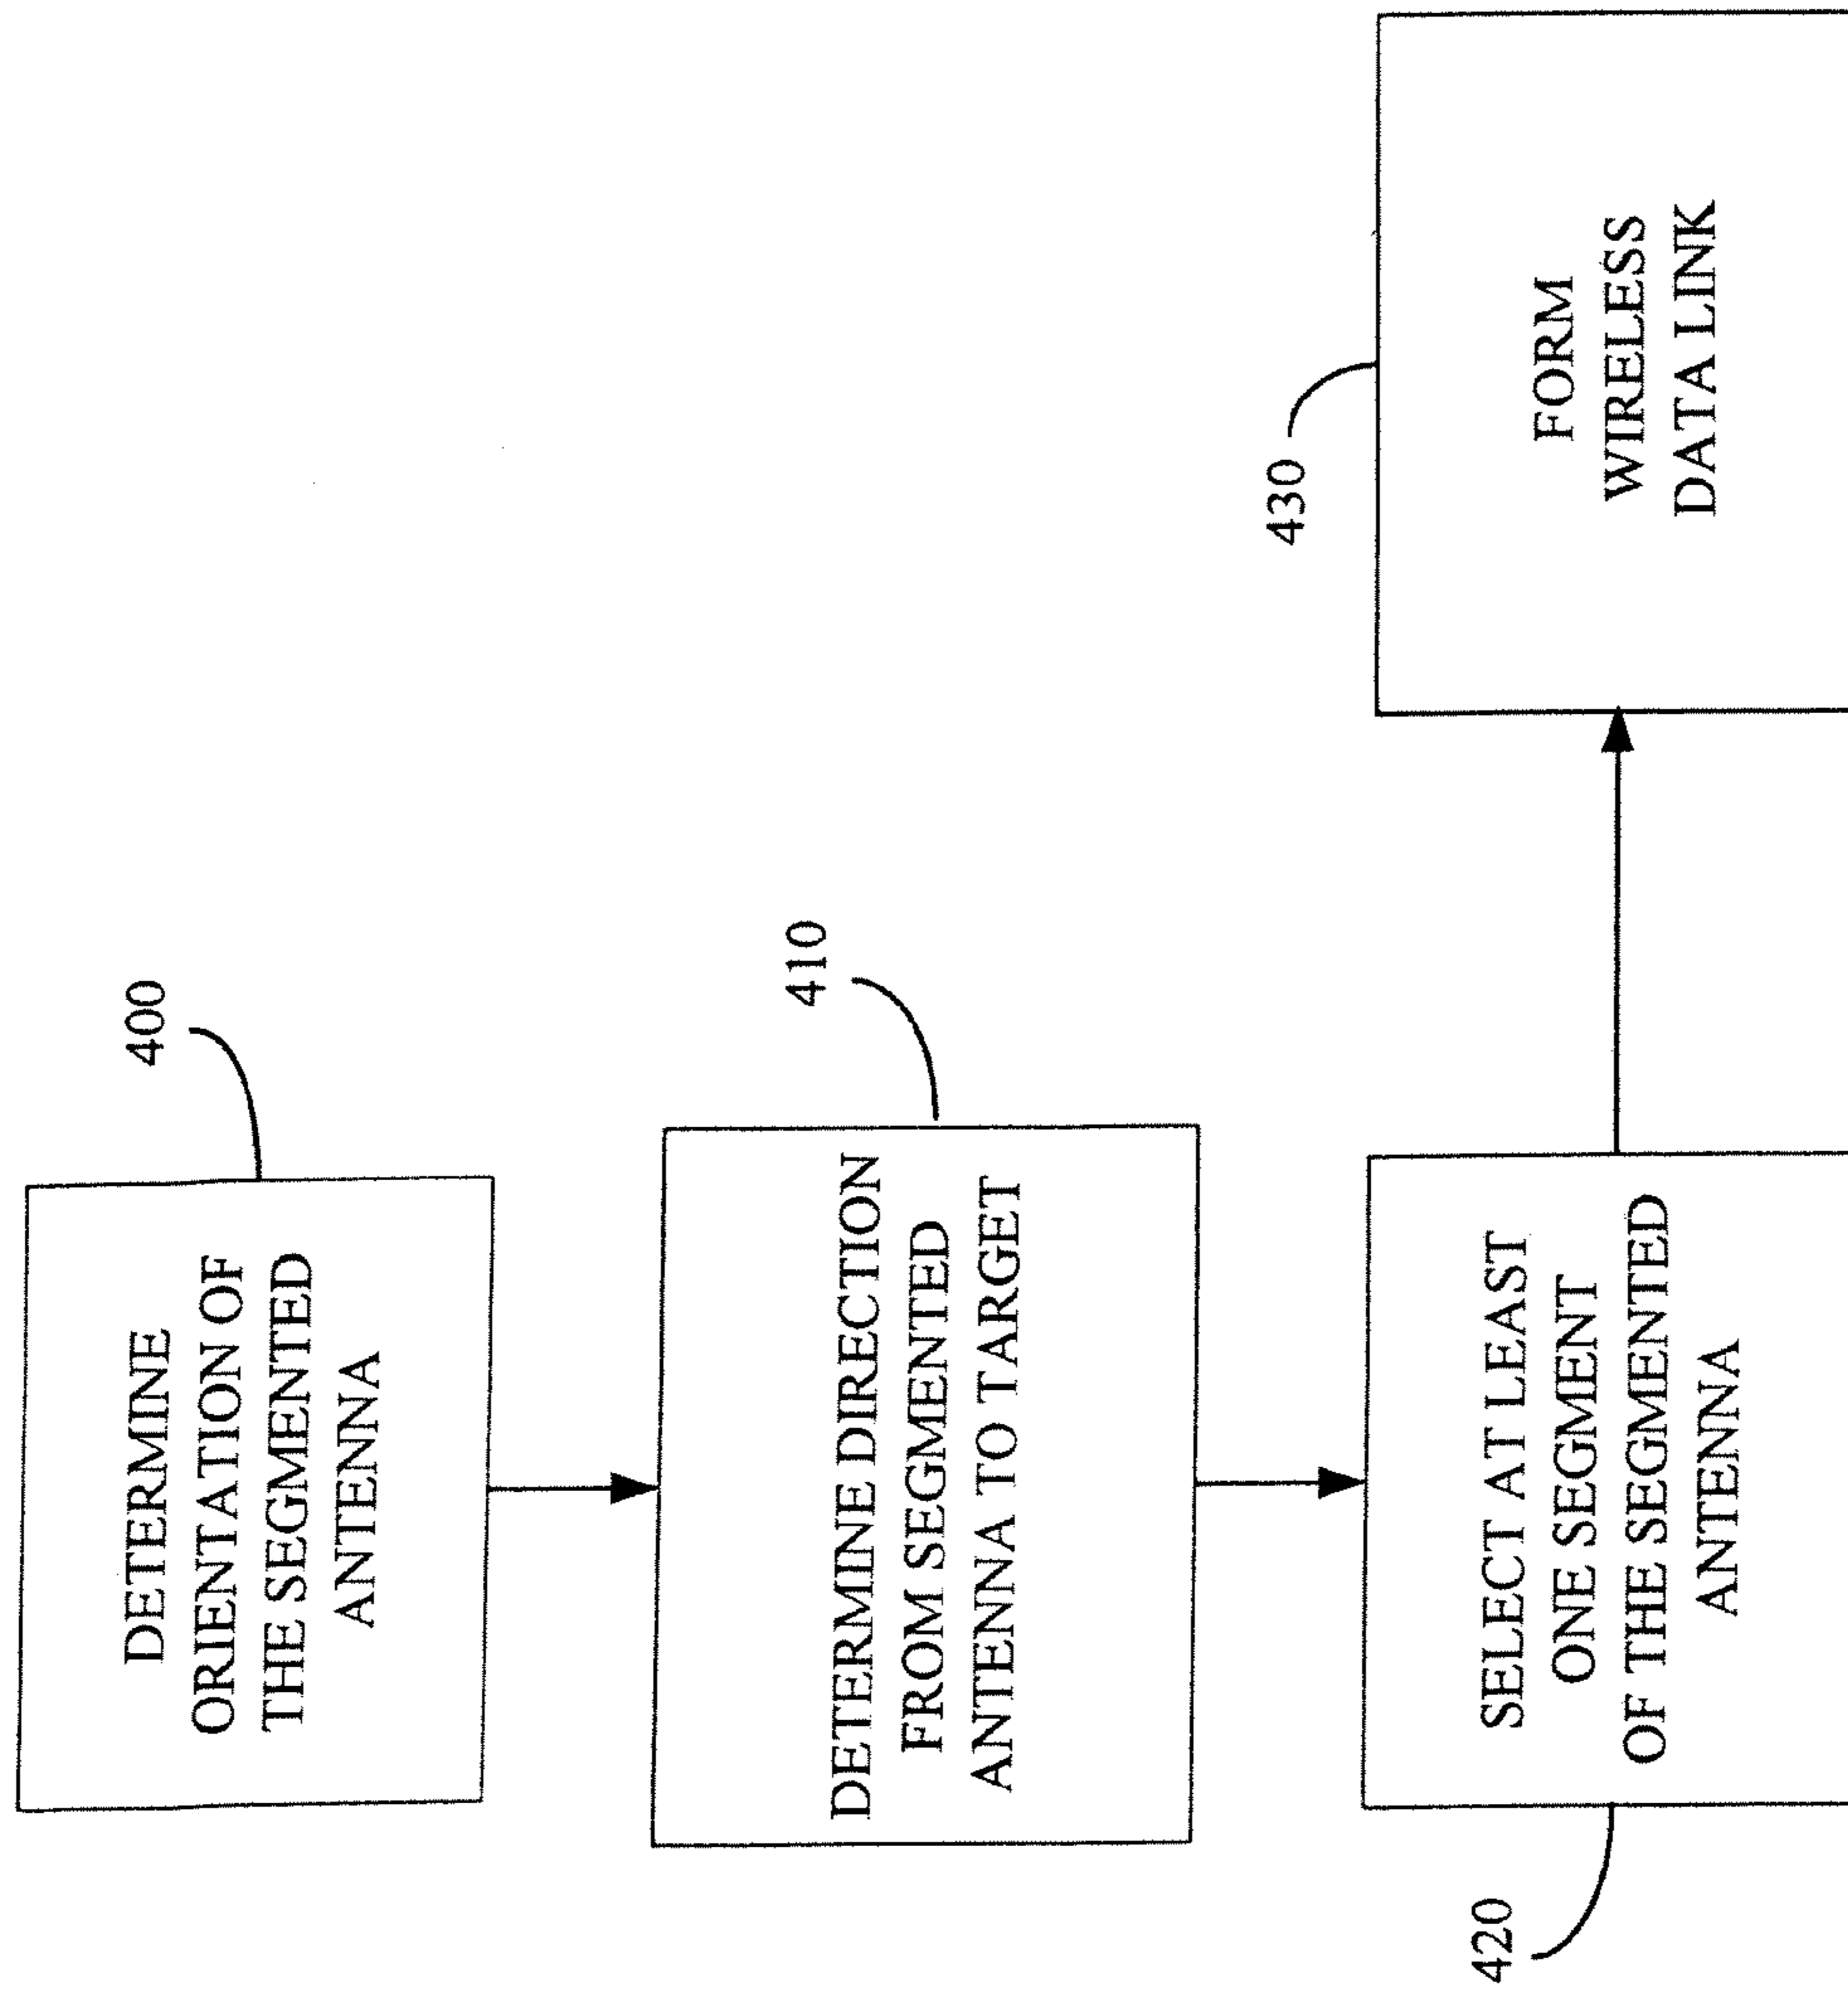 400
DETERMINE
ORIENTATION OF
THE SEGMENTED
ANTENNA
410
DETERMINE DIRECTION
FROM SEGMENTED
ANTENNA TO TARGET
420
SELECT AT LEAST
ONE SEGMENT
OF THE SEGMENTED
ANTENNA
430
FORM
WIRELESS
DATA LINK